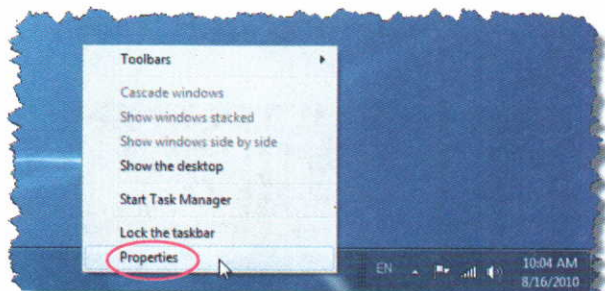 Toolbars
Cascade windows
Show windows stacked
Show windows side by side
Show the desktop
Start Task Manager
Lock the taskbar
Properties
EN
10:04 AM
8/16/2010